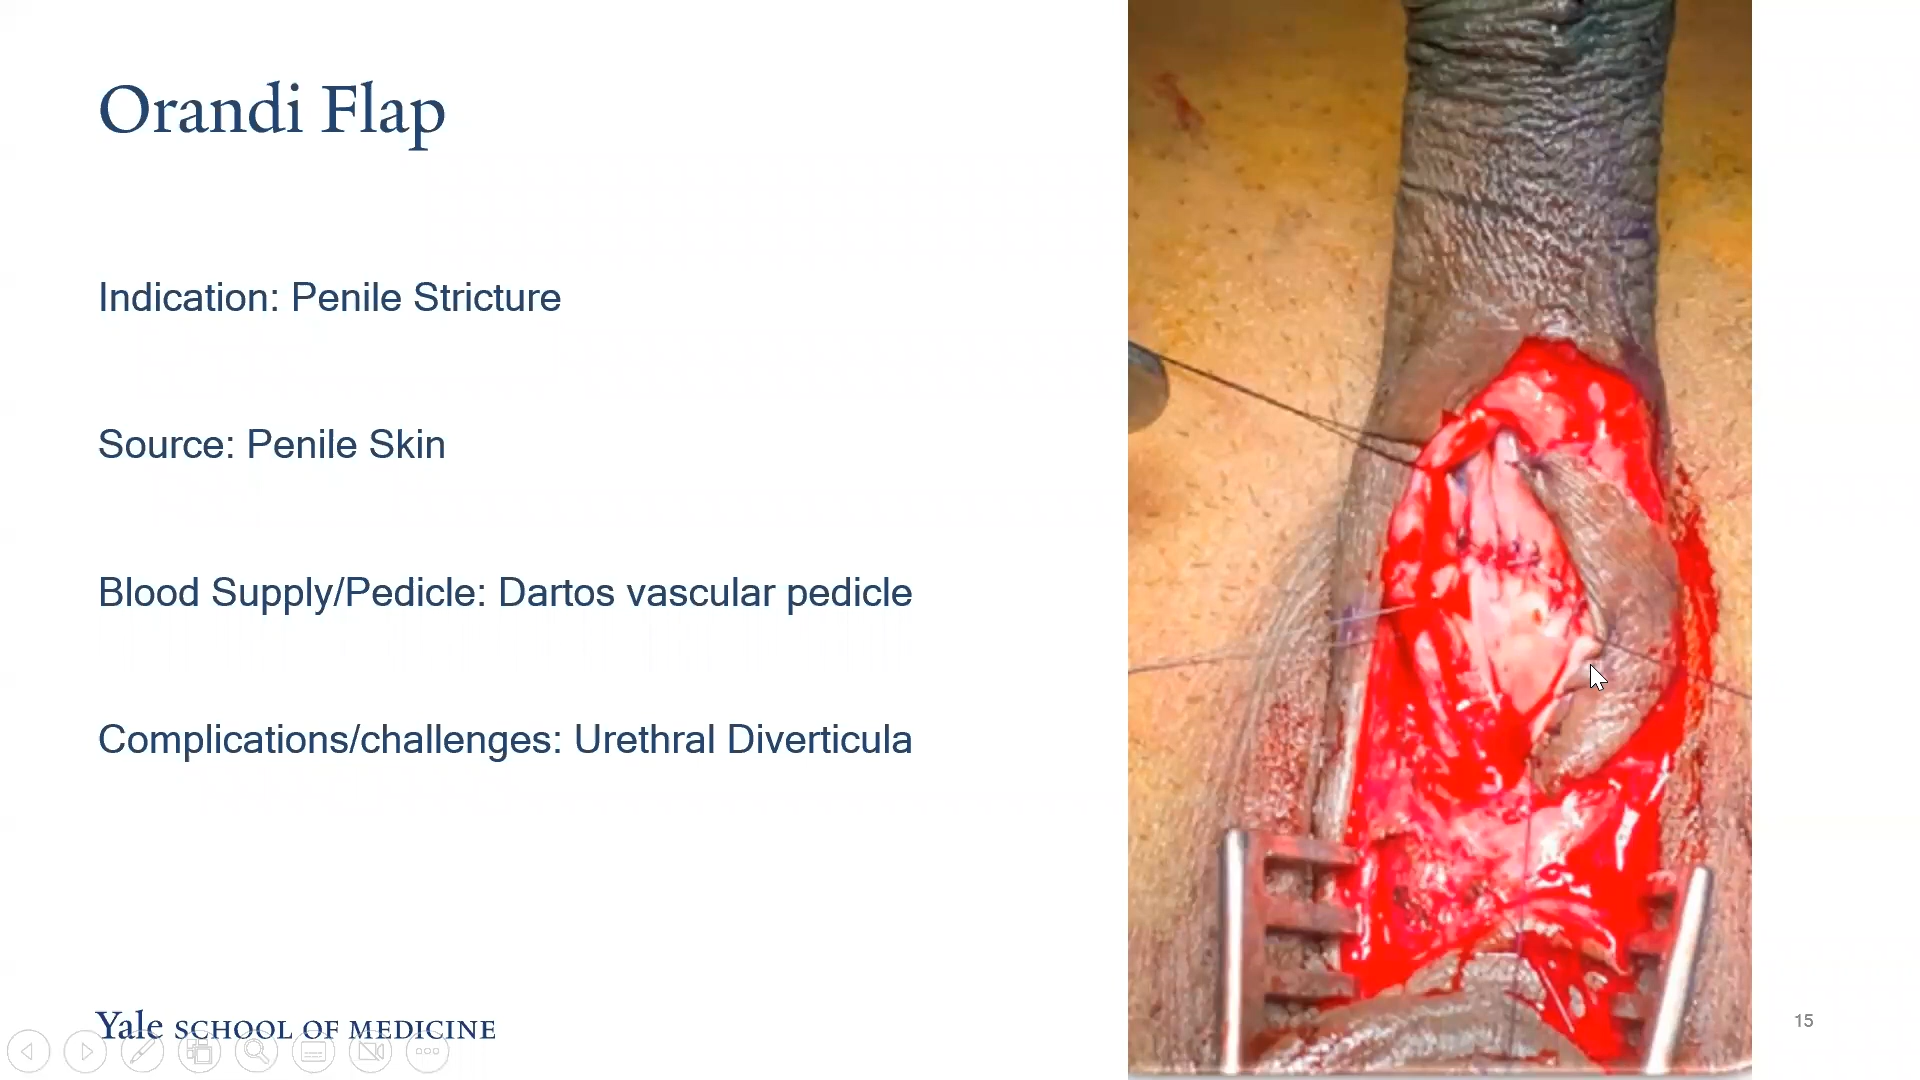 Orandi Flap
Indication: Penile Stricture
Source: Penile Skin
Blood Supply/Pedicle: Dartos vascular pedicle
Complications/challenges: Urethral Diverticula
Yale SCHOOL OF MEDICINE
15